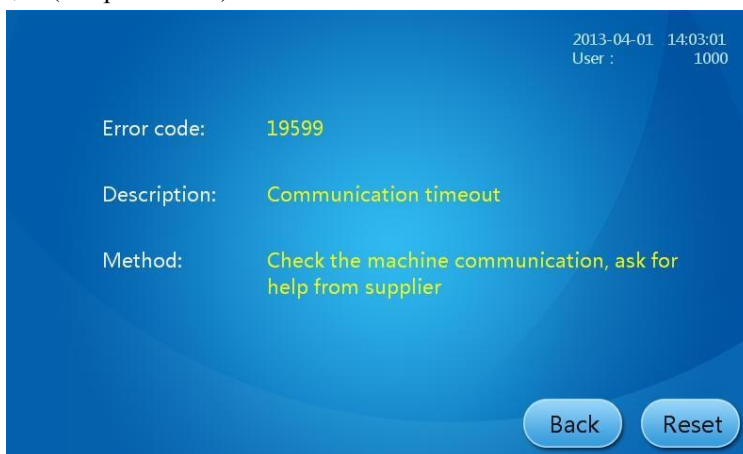 2013-04-01 14:03:01
User : 1000
Error code: 19599
Description: Communication timeout
Method: Check the machine communication, ask for
help from supplier
Back Reset